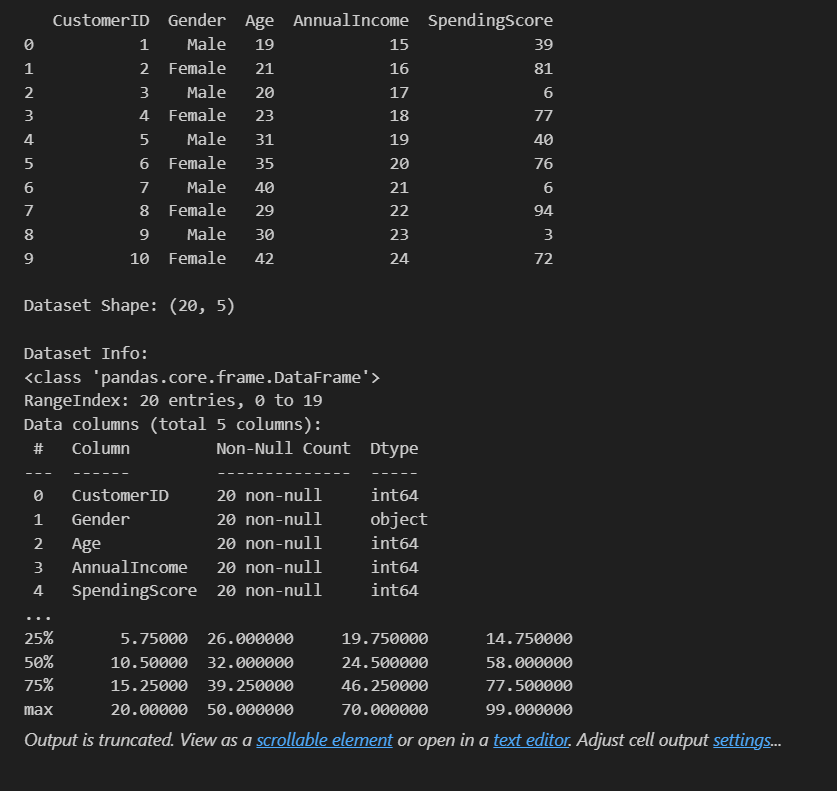 CustomerID  Gender  Age  AnnualIncome  SpendingScore
0           1    Male   19            15             39
1           2  Female   21            16             81
2           3    Male   20            17              6
3           4  Female   23            18             77
4           5    Male   31            19             40
5           6  Female   35            20             76
6           7    Male   40            21              6
7           8  Female   29            22             94
8           9    Male   30            23              3
9          10  Female   42            24             72

Dataset Shape: (20, 5)

Dataset Info:
<class 'pandas.core.frame.DataFrame'>
RangeIndex: 20 entries, 0 to 19
Data columns (total 5 columns):
 #   Column         Non-Null Count  Dtype
---  ------         --------------  -----
 0   CustomerID     20 non-null     int64
 1   Gender         20 non-null     object
 2   Age            20 non-null     int64
 3   AnnualIncome   20 non-null     int64
 4   SpendingScore  20 non-null     int64
...
25%       5.75000  26.000000     19.750000      14.750000
50%      10.50000  32.000000     24.500000      58.000000
75%      15.25000  39.250000     46.250000      77.500000
max      20.00000  50.000000     70.000000      99.000000
Output is truncated. View as a scrollable element or open in a text editor. Adjust cell output settings...